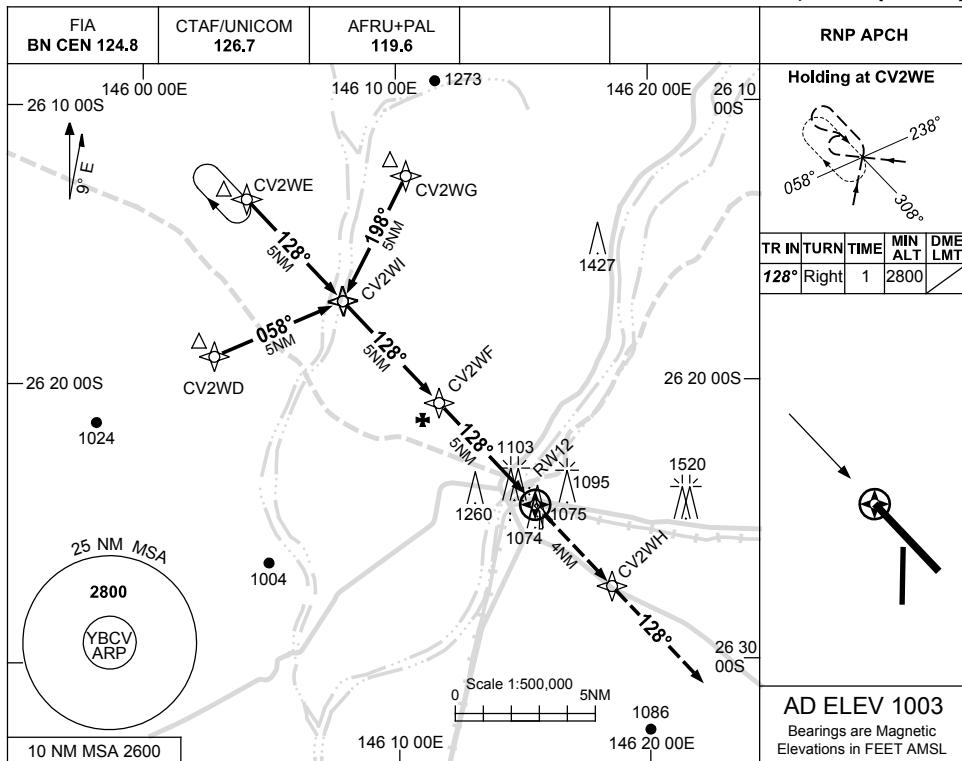 FIA
BN CEN 124.8
CTAF/UNICOM
126.7
AFRU+PAL
119.6
RNP APCH
146 00 00E
146 10 00E
146 20 00E
26 10 00S
26 10
00S
1273
9° E
CV2WE
CV2WG
128°
5NM
198°
5NM
CV2WI
1427
058°
5NM
CV2WD
128°
5NM
CV2WF
26 20 00S
26 20 00S
1024
128°
5NM
1103
RW12
1095
1520
1260
1075
1074
4NM
CV2WH
1004
128°
25 NM MSA
2800
YBCV
ARP
26 30
00S
Scale 1:500,000
0
5NM
1086
10 NM MSA 2600
146 10 00E
146 20 00E
Holding at CV2WE
238°
058°
308°
TR IN TURN TIME MIN ALT DME LMT
128° Right 1 2800
AD ELEV 1003
Bearings are Magnetic
Elevations in FEET AMSL